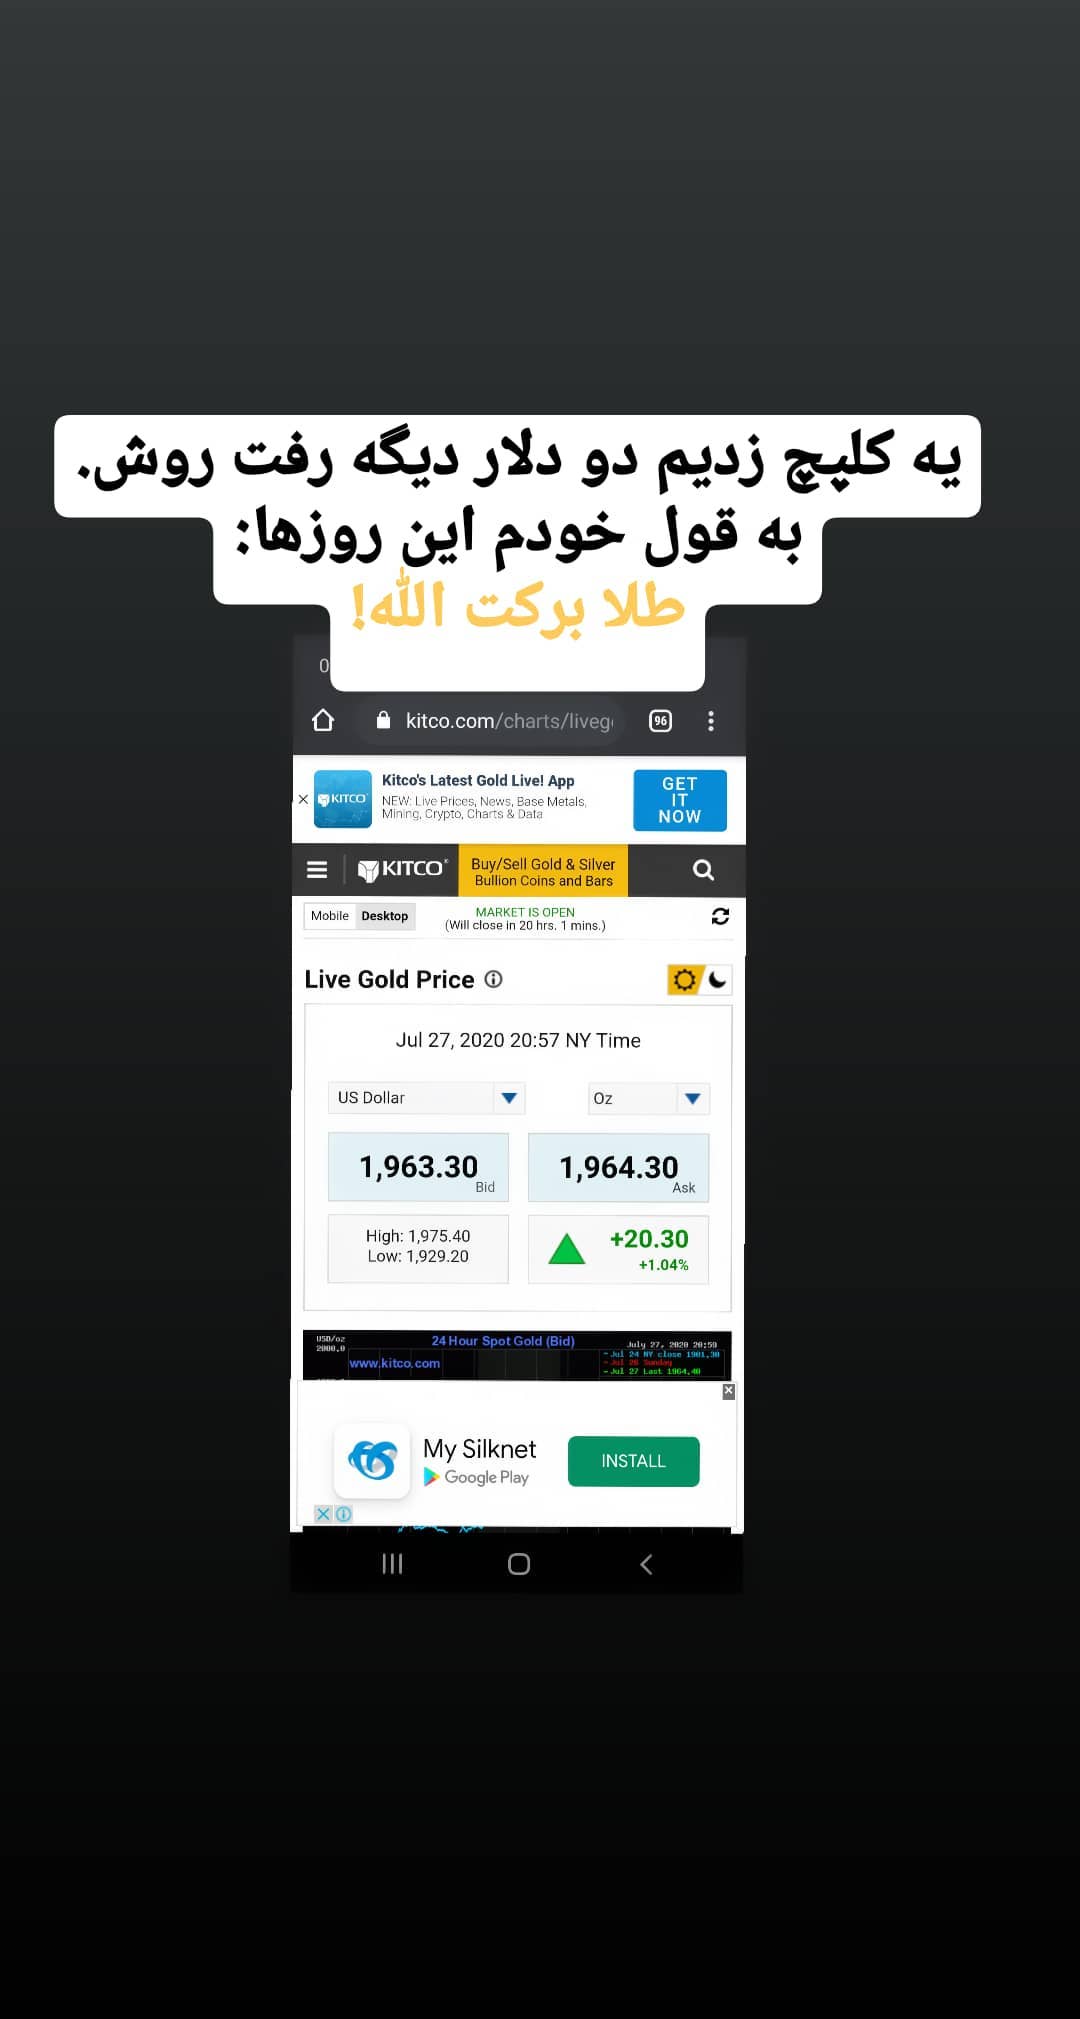 یه کلپچ زدیم دو دلار دیگه رفت روش.
به قول خودم این روزها:
طلا برکت الله!
0
kitco.com/charts/liveg
96
Kitco's Latest Gold Live! App
NEW: Live Prices, News, Base Metals,
Mining, Crypto, Charts & Data
GET
IT
NOW
KITCO
KITCO
Buy/Sell Gold & Silver
Bullion Coins and Bars
Mobile Desktop
MARKET IS OPEN
(Will close in 20 hrs. 1 mins.)
Live Gold Price
Jul 27, 2020 20:57 NY Time
US Dollar
Oz
1,963.30
Bid
1,964.30
Ask
High: 1,975.40
Low: 1,929.20
+20.30
+1.04%
USD/oz
2000.0
24 Hour Spot Gold (Bid)
www.kitco.com
July 27, 2020 20:59
Jul 24 NY close 1901.30
Jul 26 Sunday
Jul 27 Last 1964.40
My Silknet
Google Play
INSTALL